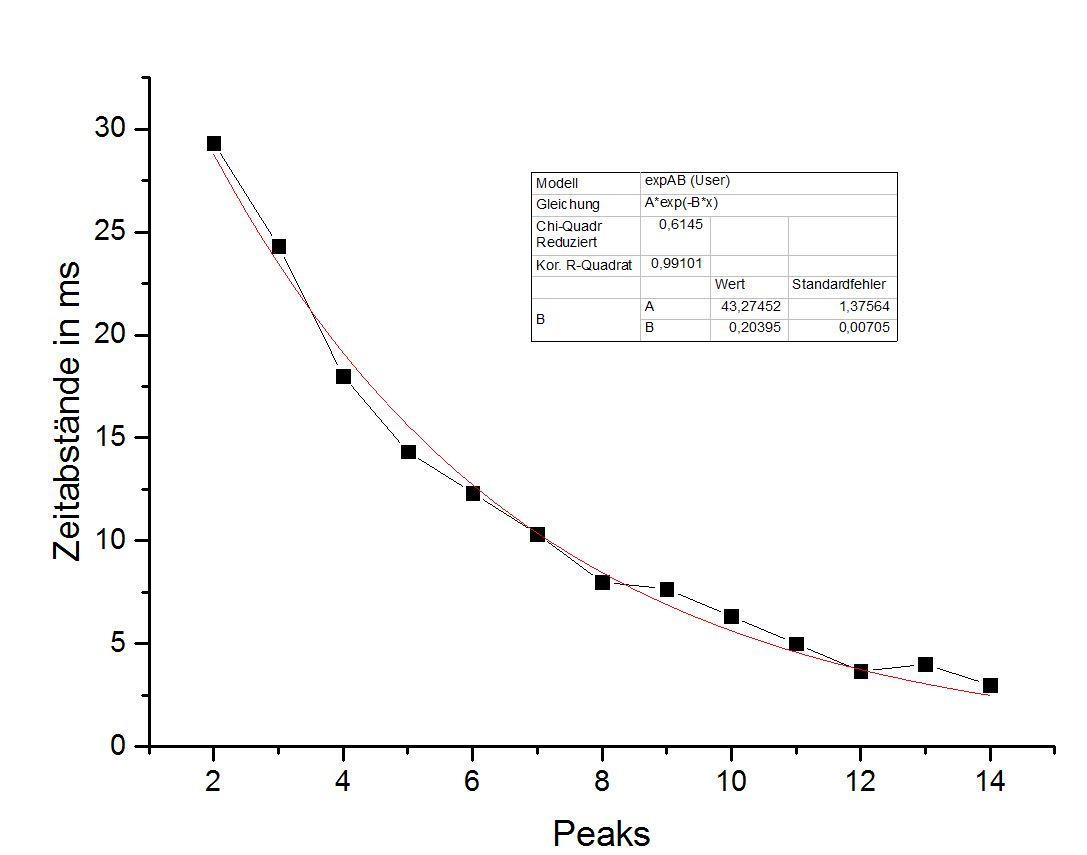 30
25
20
15
10
5
0
Zeitabstände in ms
Modell expAB (User)
Gleichung A*exp(-B*x)
Chi-Quadr 0,6145
Reduziert
Kor. R-Quadrat 0,99101
Wert Standardfehler
B A 43,27452 1,37564
B 0,20395 0,00705
2 4 6 8 10 12 14
Peaks